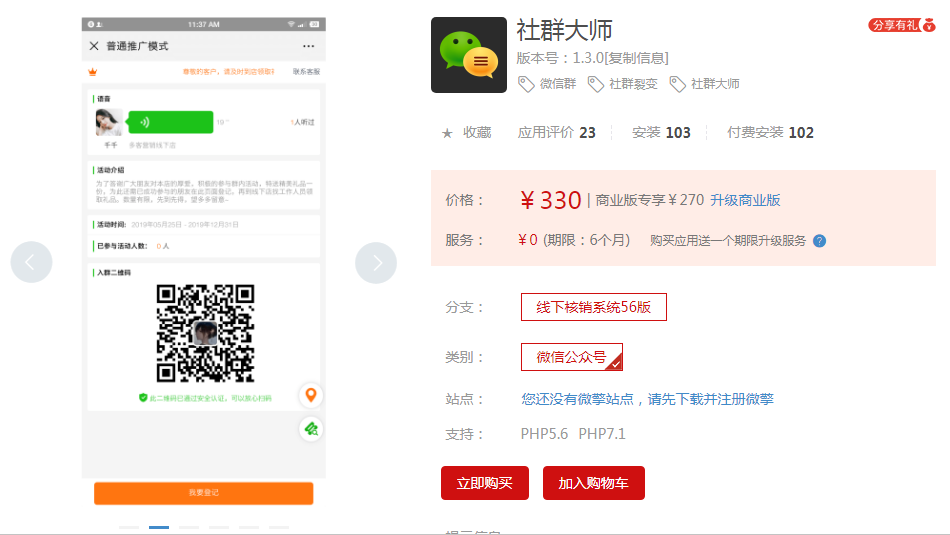 11:37 AM
普通推广模式
尊敬的客户，请及时到店领取礼
联系客服
语音
19 "
1人听过
千千 多客营销线下店
活动介绍
为了答谢广大朋友对本店的厚爱，积极的参与群内活动，特送精美礼品一
份，为此还需已成功参与的朋友在此页面登记，再到线下店找工作人员领
取礼品。数量有限，先到先得，望多多留意~
活动时间： 2019年05月25日 - 2019年12月31日
已参与活动人数： 0 人
入群二维码
此二维码已通过安全认证，可以放心扫码
我要登记
社群大师
分享有礼
版本号：1.3.0[复制信息]
微信群 社群裂变 社群大师
收藏 应用评价 23 安装 103 付费安装 102
价格： ¥ 330 | 商业版专享 ¥ 270 升级商业版
服务： ¥ 0 (期限：6个月) 购买应用送一个期限升级服务 ?
分支： 线下核销系统56版
类别： 微信公众号
站点： 您还没有微擎站点，请先下载并注册微擎
支持： PHP5.6 PHP7.1
立即购买 加入购物车